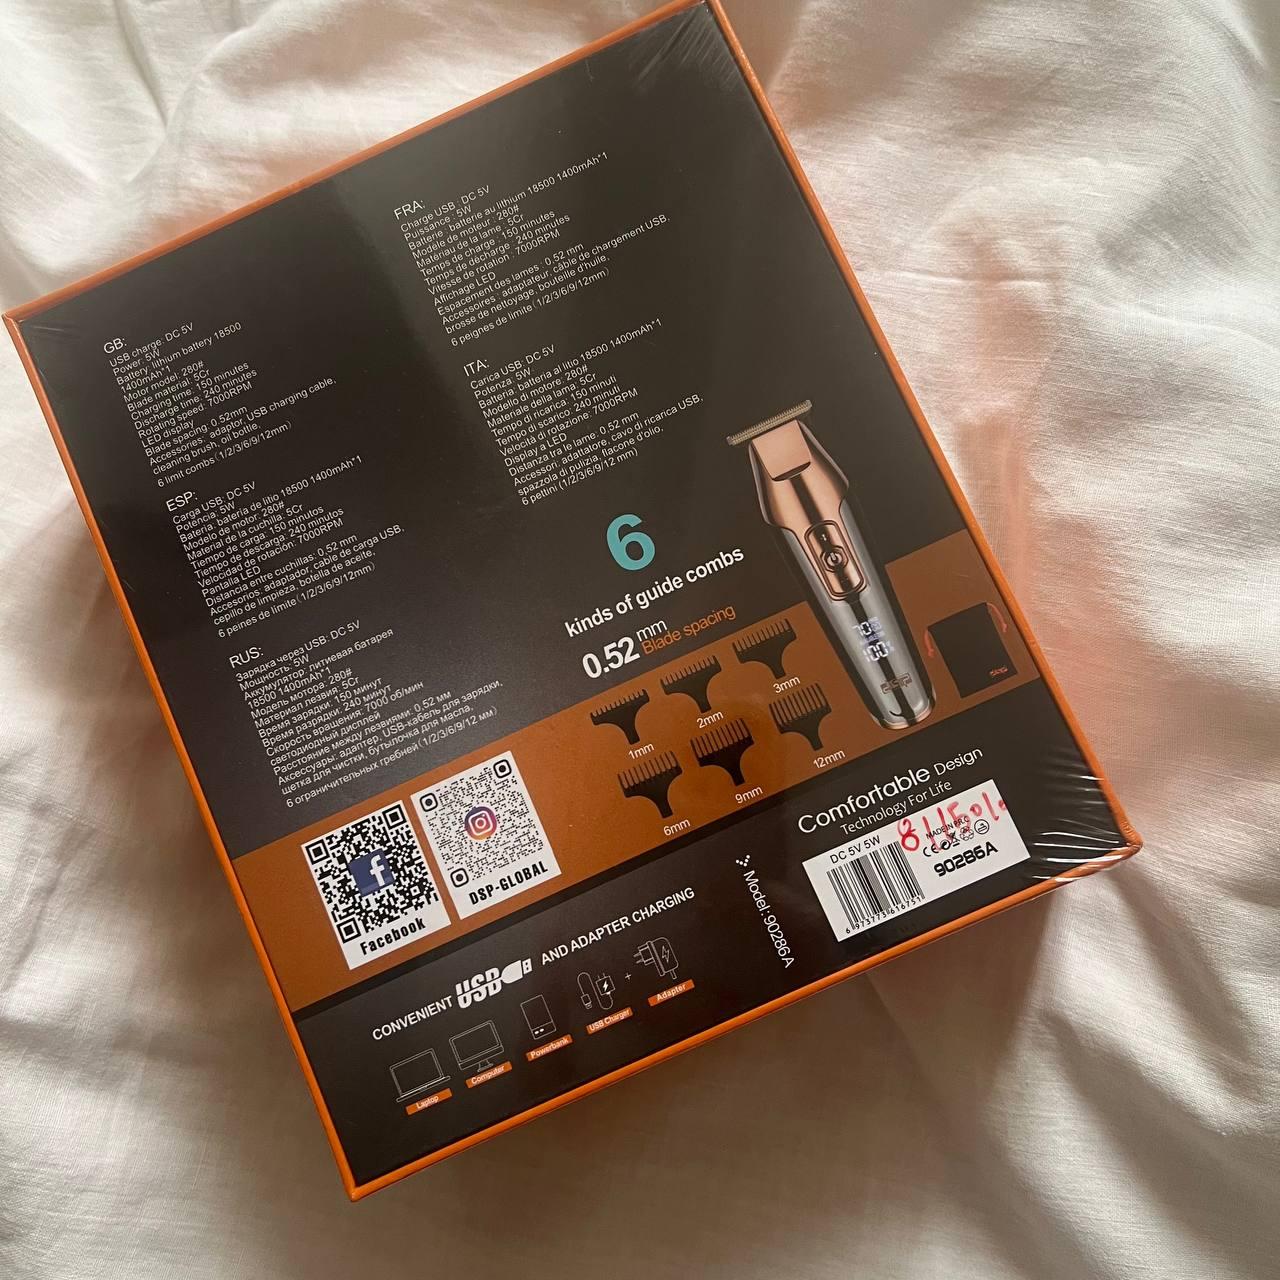 GB:
USB charge: DC 5V
Power: 5W
Battery: lithium battery 18500
1400mAh*1
Motor model: 280#
Blade material: 5Cr
Charging time: 150 minutes
Discharge time: 240 minutes
Rotating speed: 7000RPM
LED display
Blade spacing: 0.52mm
Accessories: adaptor, USB charging cable,
cleaning brush, oil bottle,
6 limit combs (1/2/3/6/9/12mm)
ESP:
Carga USB: DC 5V
Potencia: 5W
Batería: batería de litio 18500 1400mAh*1
Modelo de motor: 280#
Material de la cuchilla: 5Cr
Tiempo de carga: 150 minutos
Tiempo de descarga: 240 minutos
Velocidad de rotación: 7000RPM
Pantalla LED
Distancia entre cuchillas: 0,52 mm
Accesorios: adaptador, cable de carga USB,
cepillo de limpieza, botella de aceite,
6 peines de límite (1/2/3/6/9/12mm)
RUS:
Зарядка через USB: DC 5V
Мощность: 5W
Аккумулятор: литиевая батарея
18500 1400mAh*1
Модель мотора: 280#
Материал лезвия: 5Cr
Время зарядки: 150 минут
Время разрядки: 240 минут
Скорость вращения: 7000 об/мин
светодиодный дисплей
Расстояние между лезвиями: 0,52 мм
Аксессуары: адаптер, USB-кабель для зарядки,
щетка для чистки, бутылочка для масла,
6 ограничительных гребней (1/2/3/6/9/12 мм)
FRA:
Charge USB : DC 5V
Puissance : 5W
Batterie : batterie au lithium 18500 1400mAh*1
Modèle de moteur : 280#
Matériau de la lame : 5Cr
Temps de charge : 150 minutes
Temps de décharge : 240 minutes
Vitesse de rotation : 7000RPM
Affichage LED
Espacement des lames : 0.52 mm
Accessoires : adaptateur, câble de chargement USB,
brosse de nettoyage, bouteille d'huile,
6 peignes de limite (1/2/3/6/9/12mm)
ITA:
Carica USB: DC 5V
Potenza: 5W
Batteria: batteria al litio 18500 1400mAh*1
Modello di motore: 280#
Materiale della lama: 5Cr
Tempo di ricarica: 150 minuti
Tempo di scarico: 240 minuti
Velocità di rotazione: 7000RPM
Display a LED
Distanza tra le lame: 0.52 mm
Accessori: adattatore, cavo di ricarica USB,
spazzola di pulizia, flacone d'olio,
6 pettini (1/2/3/6/9/12 mm)
6
kinds of guide combs
0.52 mm Blade spacing
1mm
2mm
3mm
6mm
9mm
12mm
100%
DSP
Comfortable Design
Technology For Life
DC 5V 5W
MADE IN P.R.C
90286A
6 973773 616751
Model: 90286A
Facebook
DSP-GLOBAL
CONVENIENT USB AND ADAPTER CHARGING
Laptop
Computer
Powerbank
USB Charger
+
Adapter